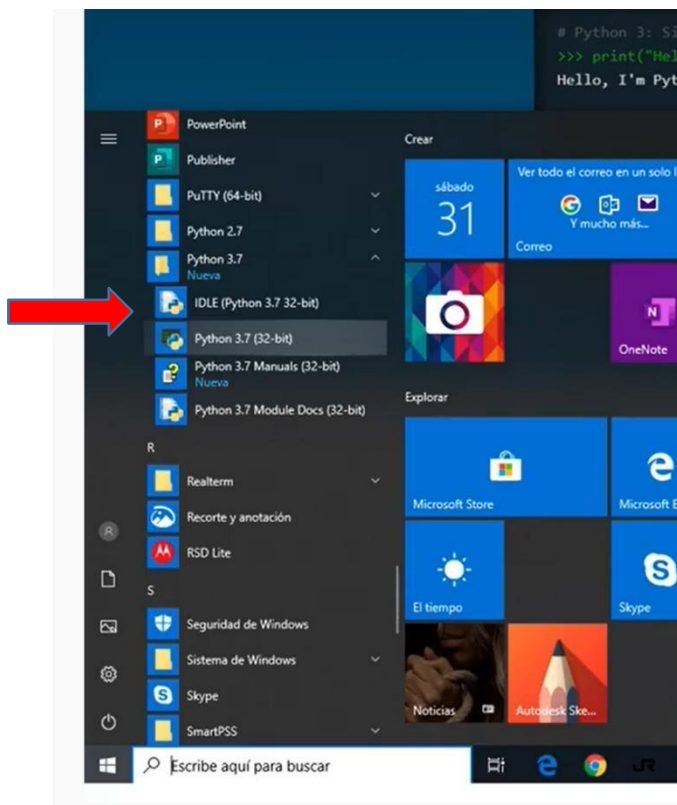 # Python 3: Si
>>> print("Hel
Hello, I'm Pyt
PowerPoint
Publisher
PuTTY (64-bit)
Python 2.7
Python 3.7
Nueva
IDLE (Python 3.7 32-bit)
Python 3.7 (32-bit)
Python 3.7 Manuals (32-bit)
Nueva
Python 3.7 Module Docs (32-bit)
R
Realterm
Recorte y anotación
RSD Lite
S
Seguridad de Windows
Sistema de Windows
Skype
SmartPSS
Crear
sábado
31
Ver todo el correo en un solo l
Y mucho más...
Correo
OneNote
Explorar
Microsoft Store
Microsoft E
El tiempo
Skype
Noticias
Autodesk Ske...
Escribe aquí para buscar